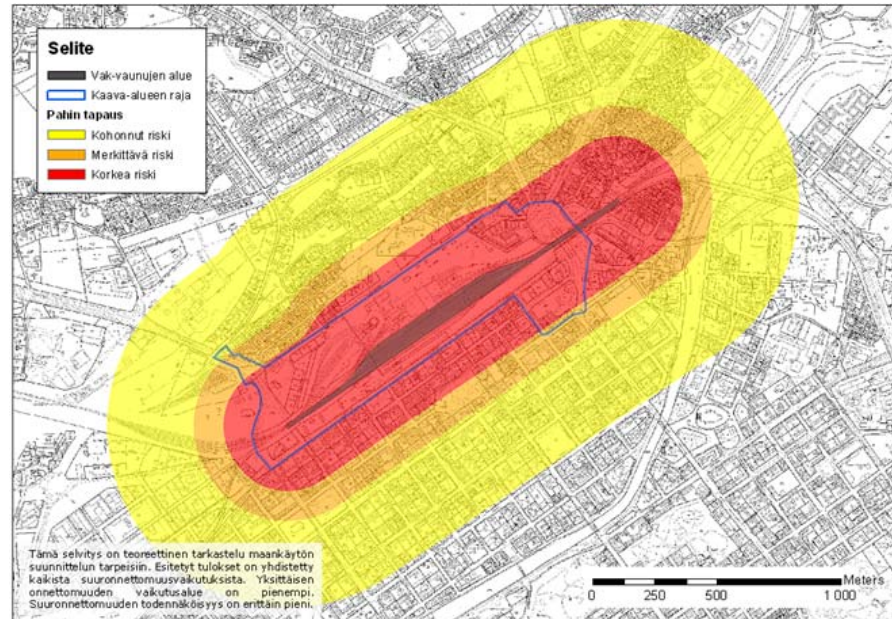 Selite
Vak-vaunujen alue
Kaava-alueen raja
Pahin tapaus
Kohonnut riski
Merkittävä riski
Korkea riski
Tämä selvitys on teoreettinen tarkastelu maankäytön
suunnittelun tarpeisiin. Esitetyt tulokset on yhdistetty
kaikista suuronnettomuusvaikutuksista. Yksittäisen
onnettomuuden vaikutusalue on pienempi.
Suuronnettomuuden todennäköisyys on erittäin pieni.
Meters
0 250 500 1 000